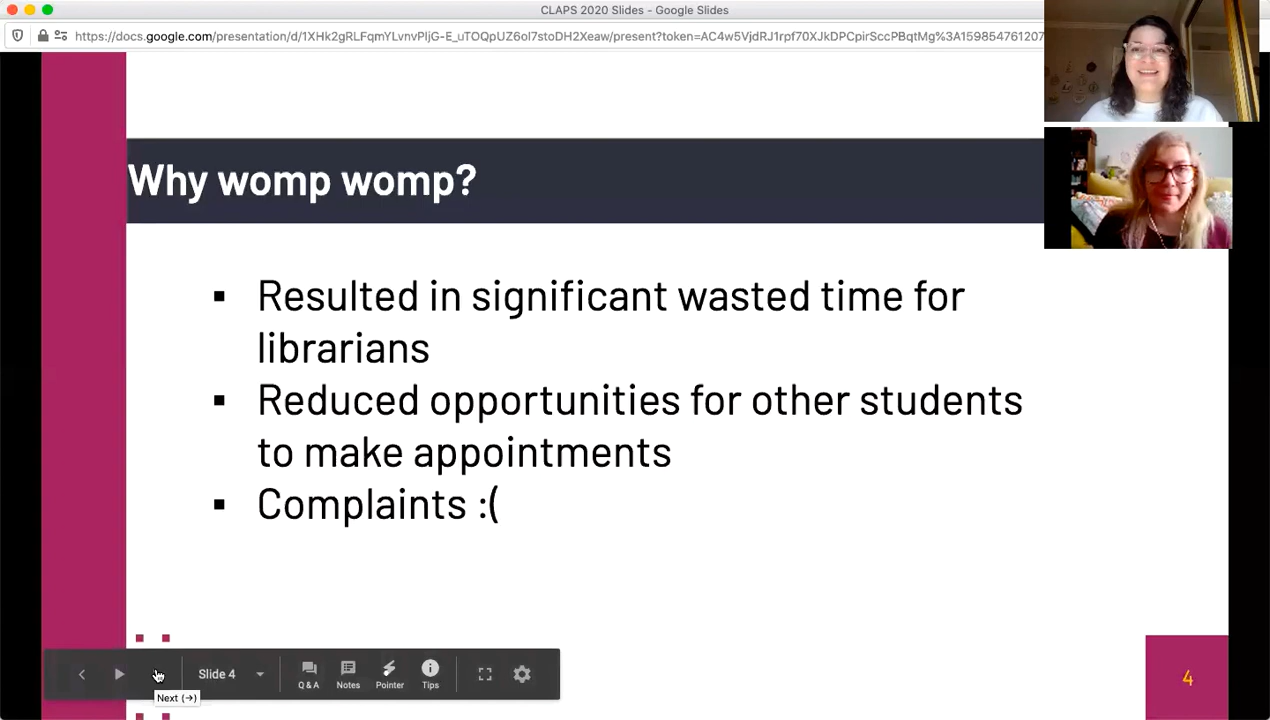 CLAPS 2020 Slides - Google Slides
https://docs.google.com/presentation/d/1XHk2gRLFqmYLvnvPljG-E_uTOQpUZ6ol7stoDH2Xeaw/present?token=AC4w5VjdRJ1rpf70XJkDPCpirSccPBqtMg%3A159854761207
Why womp womp?
▪ Resulted in significant wasted time for
librarians
▪ Reduced opportunities for other students
to make appointments
▪ Complaints :(
Slide 4
Q & A
Notes
Pointer
Tips
Next (→)
4